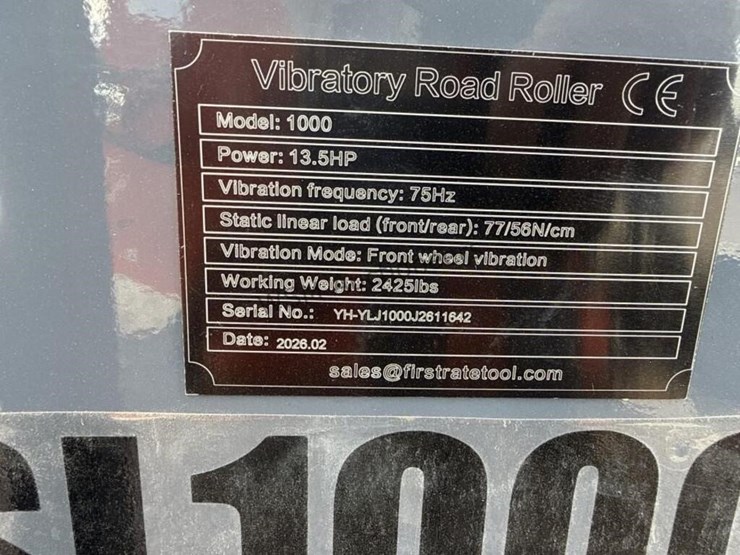 Vibratory Road Roller CE
Model: 1000
Power: 13.5HP
Vibration frequency: 75Hz
Static linear load (front/rear): 77/56N/cm
Vibration Mode: Front wheel vibration
Working Weight: 2425lbs
Serial No.: YH-YLJ1000J2611642
Date: 2026.02
sales@firstratetool.com
1000